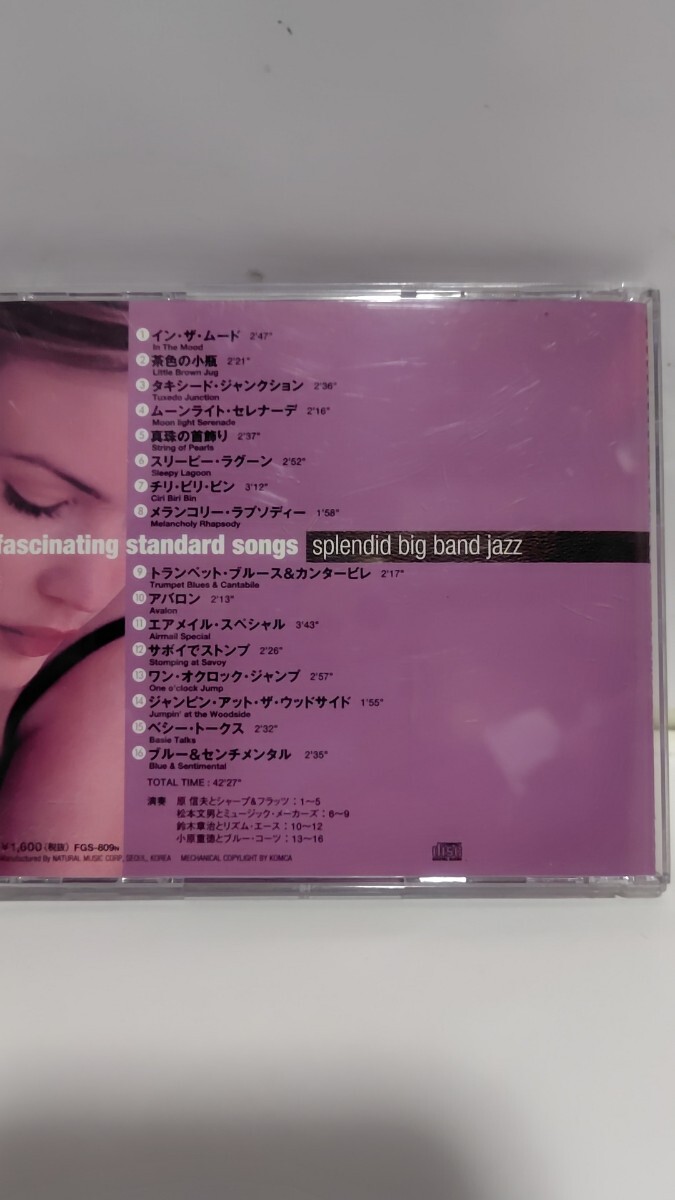 1 イン・ザ・ムード 2'47"
In The Mood
2 茶色の小瓶 2'21"
Little Brown Jug
3 タキシード・ジャンクション 2'36"
Tuxedo Junction
4 ムーンライト・セレナーデ 2'16"
Moon light Serenade
5 真珠の首飾り 2'37"
String of Pearls
6 スリーピー・ラグーン 2'52"
Sleepy Lagoon
7 チリ・ビリ・ビン 3'12"
Ciri Biri Bin
8 メランコリー・ラプソディー 1'58"
Melancholy Rhapsody
fascinating standard songs splendid big band jazz
9 トランペット・ブルース&カンタービレ 2'17"
Trumpet Blues & Cantabile
10 アバロン 2'13"
Avalon
11 エアメイル・スペシャル 3'43"
Airmail Special
12 サボイでストンプ 2'26"
Stomping at Savoy
13 ワン・オクロック・ジャンプ 2'57"
One o'clock Jump
14 ジャンピン・アット・ザ・ウッドサイド 1'55"
Jumpin' at the Woodside
15 ベシー・トークス 2'32"
Basie Talks
16 ブルー&センチメンタル 2'35"
Blue & Sentimental
TOTAL TIME : 42'27"
演奏 原 信夫とシャープ&フラッツ:1〜5
松本文男とミュージック・メーカーズ:6〜9
鈴木章治とリズム・エース:10〜12
小原重徳とブルー・コーツ:13〜16
¥1,600(税抜) FGS-809N
Manufactured By NATURAL MUSIC CORP, SEOUL, KOREA MECHANICAL COPYLIGHT BY KOMCA